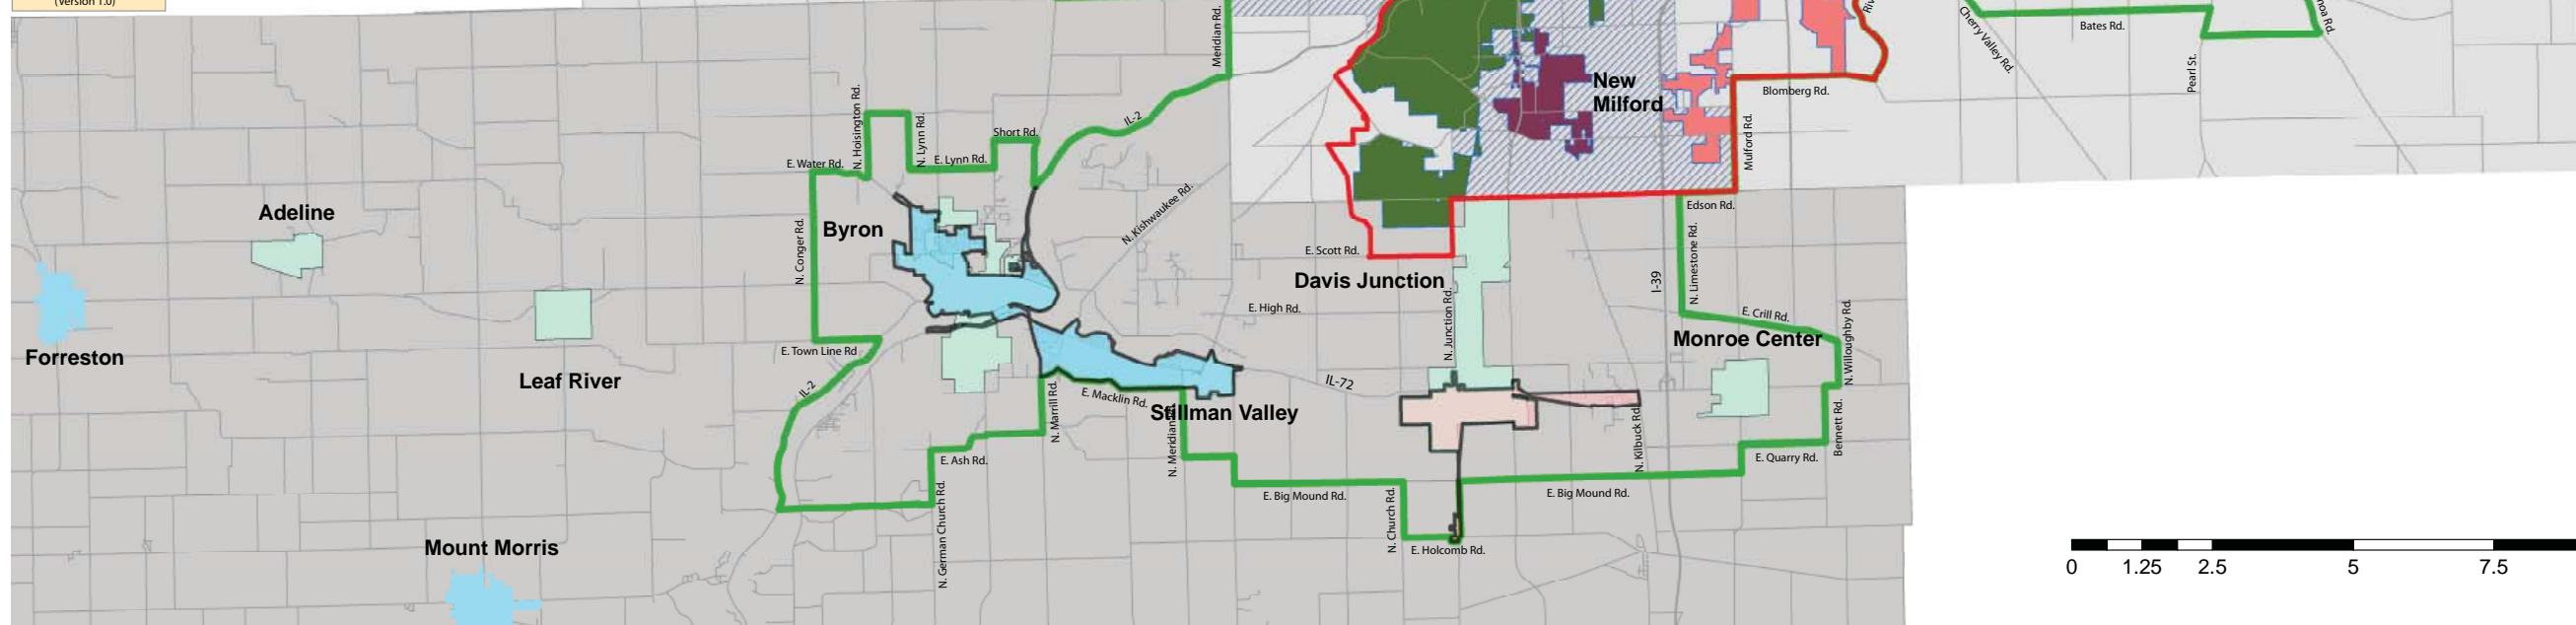 (Version 1.0)
Meridian Rd.
Riv
Cherry Valley Rd.
Bates Rd.
noa Rd.
Pearl St.
New
Milford
Blomberg Rd.
Mulford Rd.
IL-2
N. Hoisington Rd.
N. Lynn Rd.
Short Rd.
E. Water Rd.
E. Lynn Rd.
Adeline
Byron
N. Conger Rd.
N. Kishwaukee Rd.
Edson Rd.
E. Scott Rd.
Davis Junction
N. Limestone Rd.
I-39
E. High Rd.
N. Junction Rd.
E. Crill Rd.
N. Willoughby Rd.
Monroe Center
Forreston
Leaf River
E. Town Line Rd
IL-2
IL-72
N. Marrill Rd.
E. Macklin Rd.
Stillman Valley
N. Meridian
N. Kilbuck Rd.
Bennett Rd.
E. Ash Rd.
E. Quarry Rd.
E. Big Mound Rd.
E. Big Mound Rd.
N. German Church Rd.
N. Church Rd.
E. Holcomb Rd.
Mount Morris
0 1.25 2.5 5 7.5